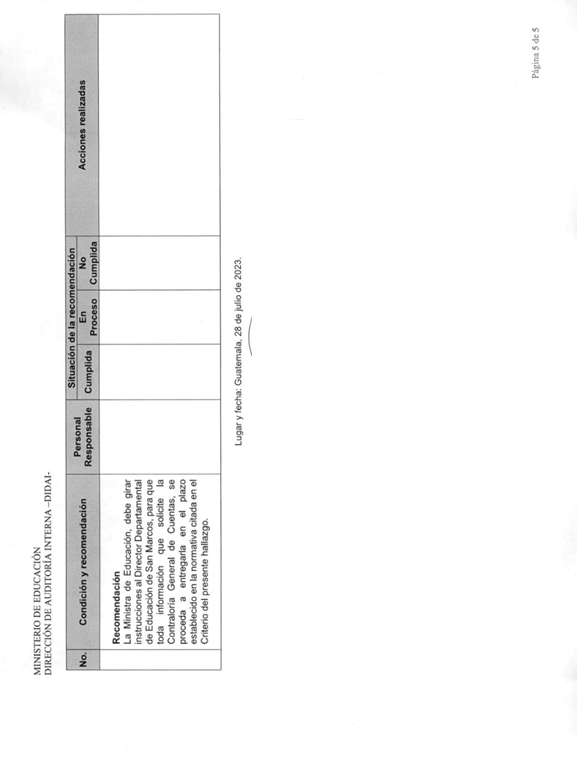 MINISTERIO DE EDUCACIÓN
DIRECCIÓN DE AUDITORÍA INTERNA –DIDAI-
No.
Condición y recomendación
Personal
Responsable
Situación de la recomendación
Cumplida
En
Proceso
No
Cumplida
Acciones realizadas
Recomendación
La Ministra de Educación, debe girar
instrucciones al Director Departamental
de Educación de San Marcos, para que
toda información que solicite la
Contraloría General de Cuentas, se
proceda a entregarla en el plazo
establecido en la normativa citada en el
Criterio del presente hallazgo.
Lugar y fecha: Guatemala, 28 de julio de 2023.
Página 5 de 5